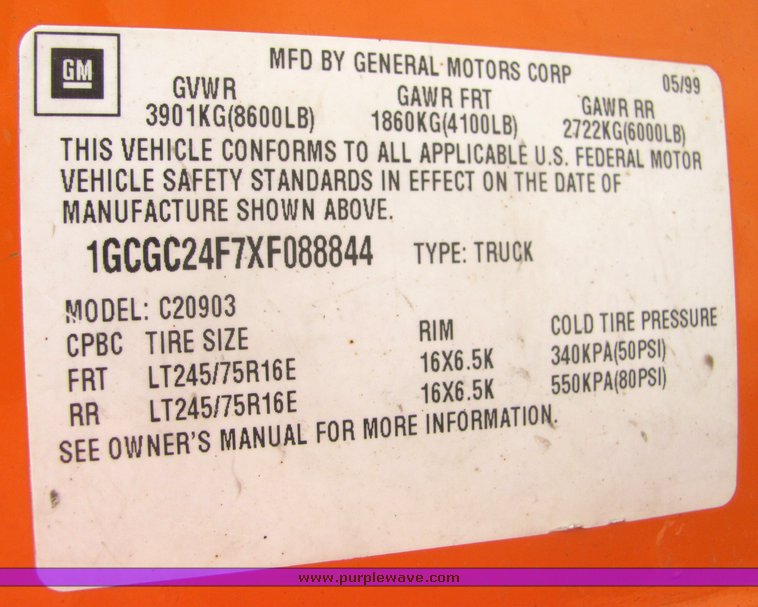 GM
MFD BY GENERAL MOTORS CORP 05/99
GVWR GAWR FRT GAWR RR
3901KG(8600LB) 1860KG(4100LB) 2722KG(6000LB)
THIS VEHICLE CONFORMS TO ALL APPLICABLE U.S. FEDERAL MOTOR
VEHICLE SAFETY STANDARDS IN EFFECT ON THE DATE OF
MANUFACTURE SHOWN ABOVE.
1GCGC24F7XF088844 TYPE: TRUCK
MODEL: C20903
CPBC TIRE SIZE RIM COLD TIRE PRESSURE
FRT LT245/75R16E 16X6.5K 340KPA(50PSI)
RR LT245/75R16E 16X6.5K 550KPA(80PSI)
SEE OWNER'S MANUAL FOR MORE INFORMATION.
www.purplewave.com